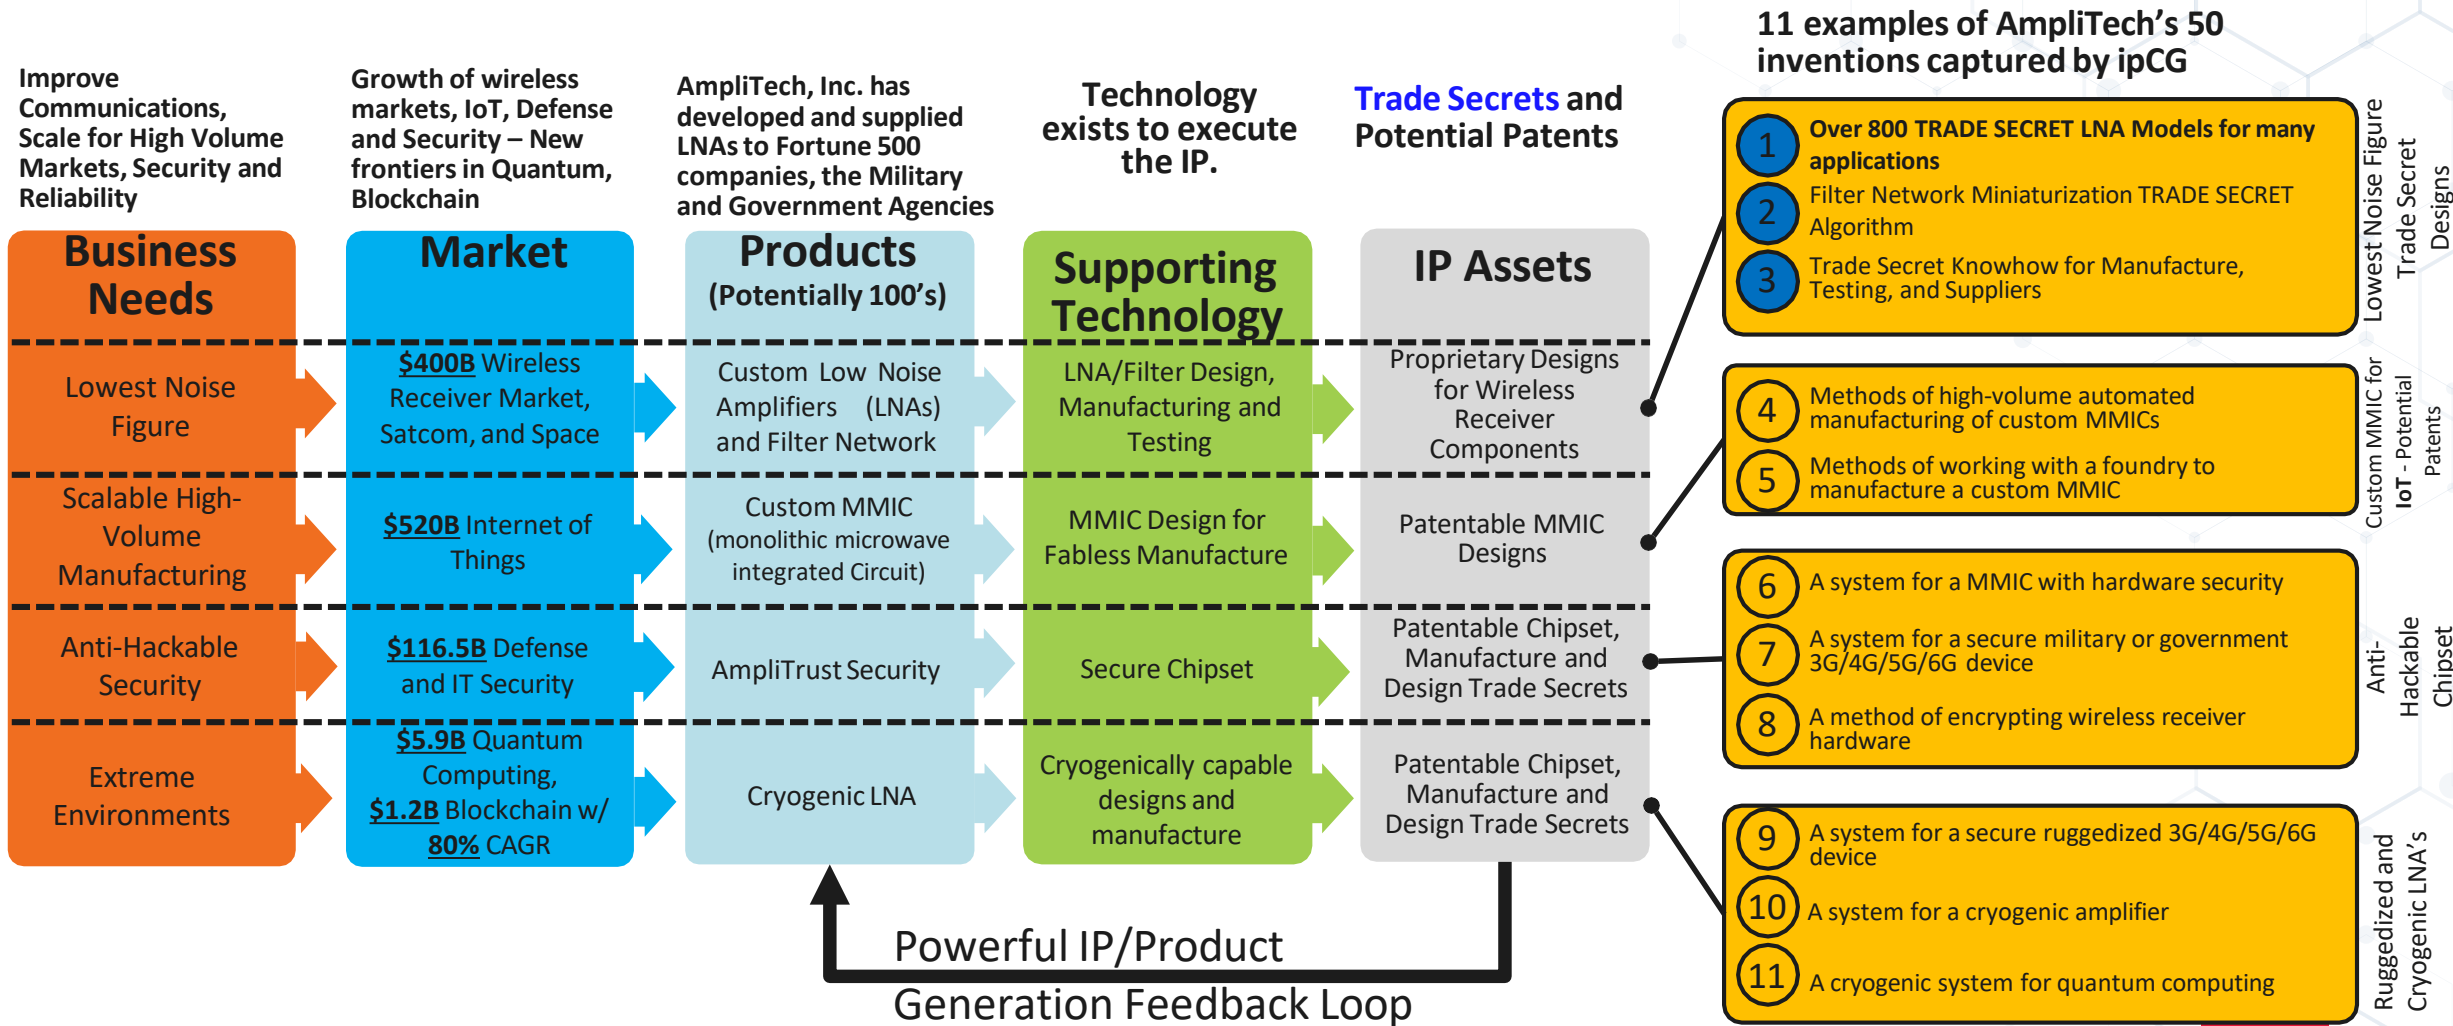 11 examples of AmpliTech's 50
inventions captured by ipCG
Improve
Communications,
Scale for High Volume
Markets, Security and
Reliability
Growth of wireless
markets, IoT, Defense
and Security – New
frontiers in Quantum,
Blockchain
AmpliTech, Inc. has
developed and supplied
LNAs to Fortune 500
companies, the Military
and Government Agencies
Technology
exists to execute
the IP.
Trade Secrets and
Potential Patents
Business
Needs
Market
Products
(Potentially 100's)
Supporting
Technology
IP Assets
Lowest Noise
Figure
$400B Wireless
Receiver Market,
Satcom, and Space
Custom Low Noise
Amplifiers (LNAs)
and Filter Network
LNA/Filter Design,
Manufacturing and
Testing
Proprietary Designs
for Wireless
Receiver
Components
Scalable High-
Volume
Manufacturing
$520B Internet of
Things
Custom MMIC
(monolithic microwave
integrated Circuit)
MMIC Design for
Fabless Manufacture
Patentable MMIC
Designs
Anti-Hackable
Security
$116.5B Defense
and IT Security
AmpliTrust Security
Secure Chipset
Patentable Chipset,
Manufacture and
Design Trade Secrets
Extreme
Environments
$5.9B Quantum
Computing,
$1.2B Blockchain w/
80% CAGR
Cryogenic LNA
Cryogenically capable
designs and
manufacture
Patentable Chipset,
Manufacture and
Design Trade Secrets
Powerful IP/Product
Generation Feedback Loop
1 Over 800 TRADE SECRET LNA Models for many
applications
2 Filter Network Miniaturization TRADE SECRET
Algorithm
3 Trade Secret Knowhow for Manufacture,
Testing, and Suppliers
Lowest Noise Figure
Trade Secret
Designs
4 Methods of high-volume automated
manufacturing of custom MMICs
5 Methods of working with a foundry to
manufacture a custom MMIC
Custom MMIC for
IoT - Potential
Patents
6 A system for a MMIC with hardware security
7 A system for a secure military or government
3G/4G/5G/6G device
8 A method of encrypting wireless receiver
hardware
Anti-
Hackable
Chipset
9 A system for a secure ruggedized 3G/4G/5G/6G
device
10 A system for a cryogenic amplifier
11 A cryogenic system for quantum computing
Ruggedized and
Cryogenic LNA's